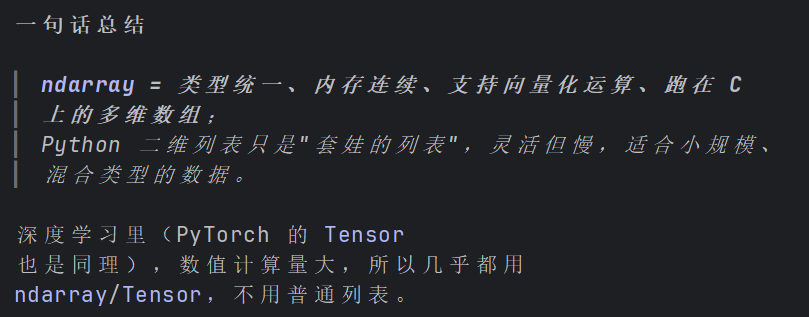 一句话总结
ndarray = 类型统一、内存连续、支持向量化运算、跑在 C
上的多维数组；
Python 二维列表只是"套娃的列表"，灵活但慢，适合小规模、
混合类型的数据。
深度学习里（PyTorch 的 Tensor
也是同理），数值计算量大，所以几乎都用
ndarray/Tensor，不用普通列表。